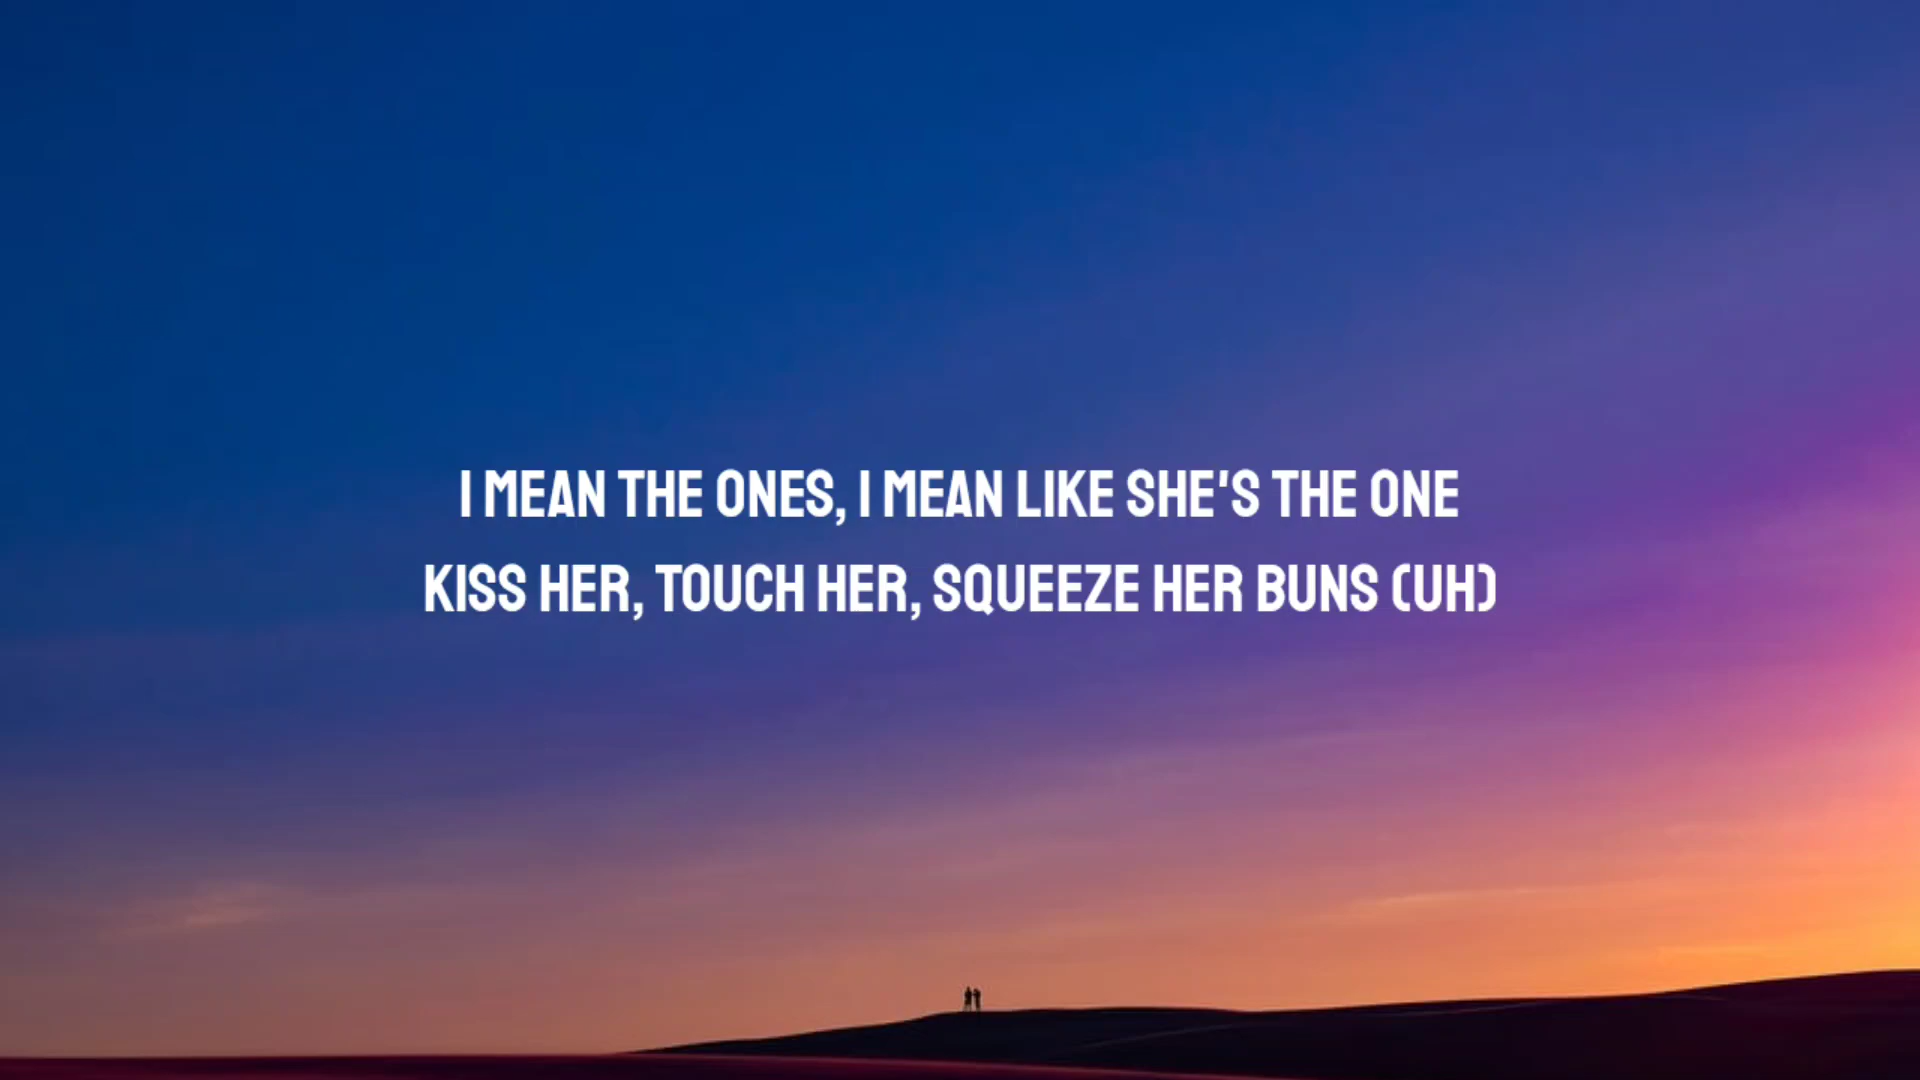 I MEAN THE ONES, I MEAN LIKE SHE'S THE ONE
KISS HER, TOUCH HER, SQUEEZE HER BUNS (UH)